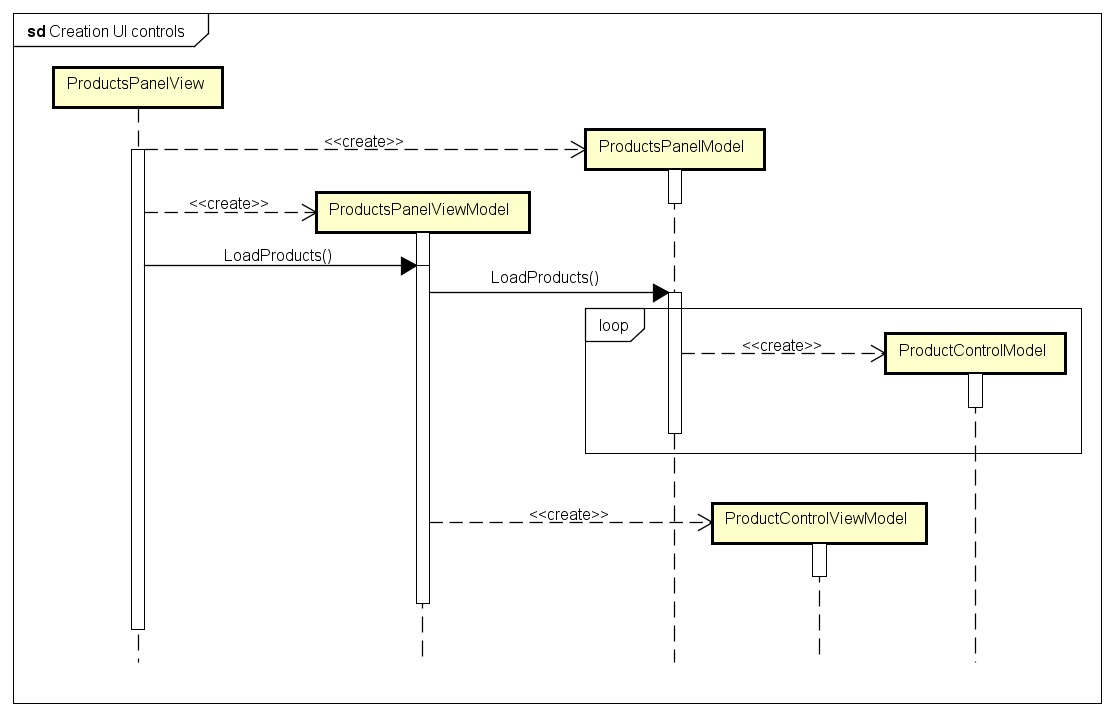 sd Creation UI controls
ProductsPanelView
<<create>>
ProductsPanelModel
<<create>>
ProductsPanelViewModel
LoadProducts()
LoadProducts()
loop
<<create>>
ProductControlModel
<<create>>
ProductControlViewModel